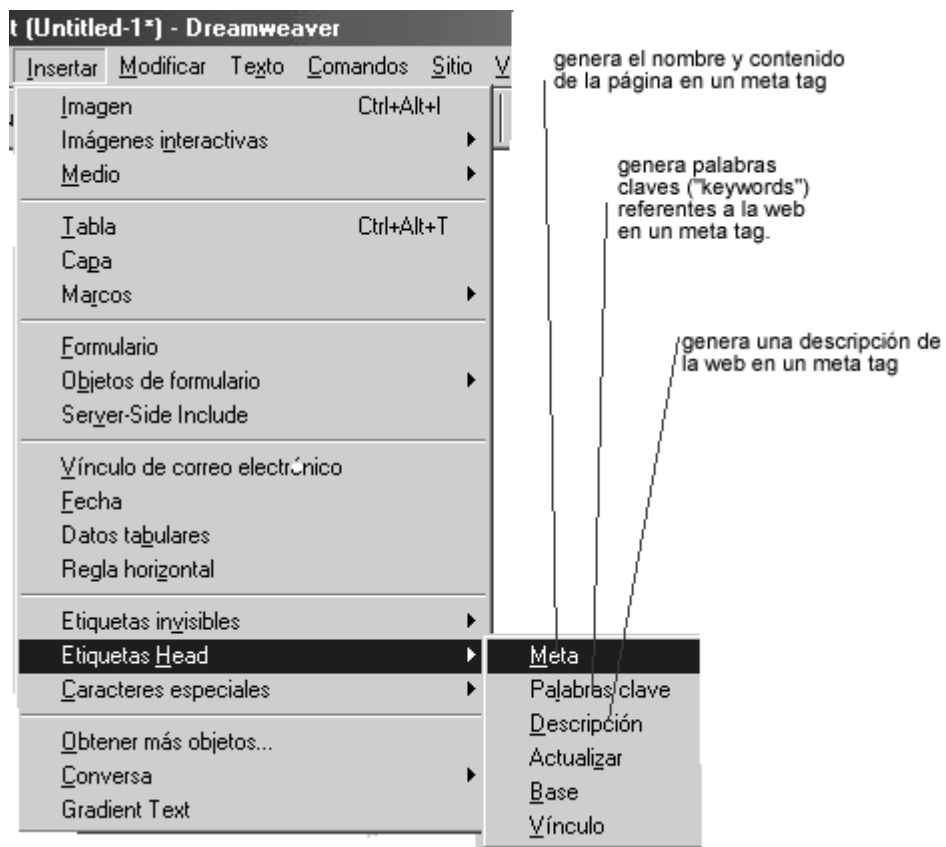 t (Untitled-1*) - Dreamweaver
Insertar Modificar Texto Comandos Sitio V
Imagen Ctrl+Alt+I
Imágenes interactivas
Medio
Tabla Ctrl+Alt+T
Capa
Marcos
Formulario
Objetos de formulario
Server-Side Include
Vínculo de correo electrónico
Fecha
Datos tabulares
Regla horizontal
Etiquetas invisibles
Etiquetas Head
Caracteres especiales
Obtener más objetos...
Conversa
Gradient Text
Meta
Palabras clave
Descripción
Actualizar
Base
Vínculo
genera el nombre y contenido
de la página en un meta tag
genera palabras
claves ("keywords")
referentes a la web
en un meta tag.
genera una descripción de
la web en un meta tag